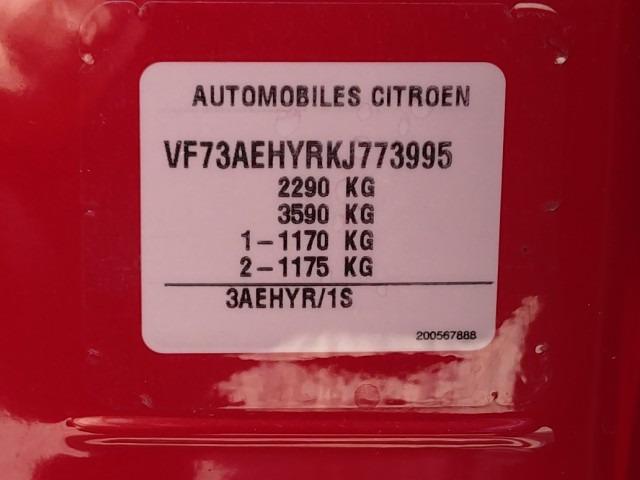 AUTOMOBILES CITROEN
VF73AEHYRKJ773995
2290 KG
3590 KG
1-1170 KG
2-1175 KG
3AEHYR/1S
200567888